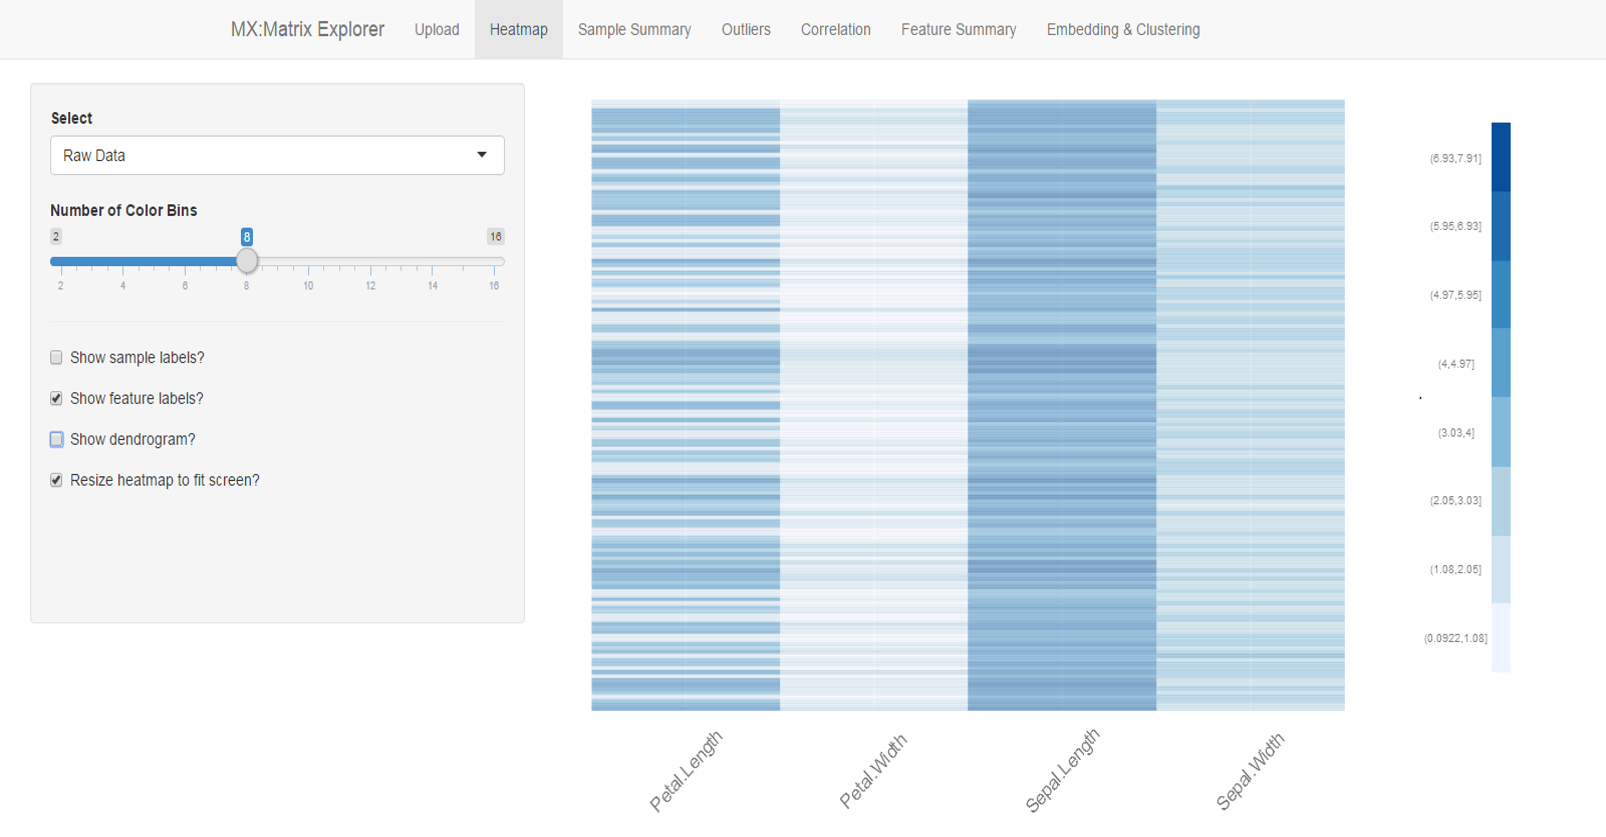 MX:Matrix Explorer Upload Heatmap Sample Summary Outliers Correlation Feature Summary Embedding & Clustering
Select
Raw Data
Number of Color Bins
2 8 16
2 4 6 8 10 12 14 16
Show sample labels?
Show feature labels?
Show dendrogram?
Resize heatmap to fit screen?
Petal.Length Petal.Width Sepal.Length Sepal.Width
(6.93,7.91]
(5.95,6.93]
(4.97,5.95]
(4,4.97]
(3.03,4]
(2.05,3.03]
(1.08,2.05]
(0.0922,1.08]